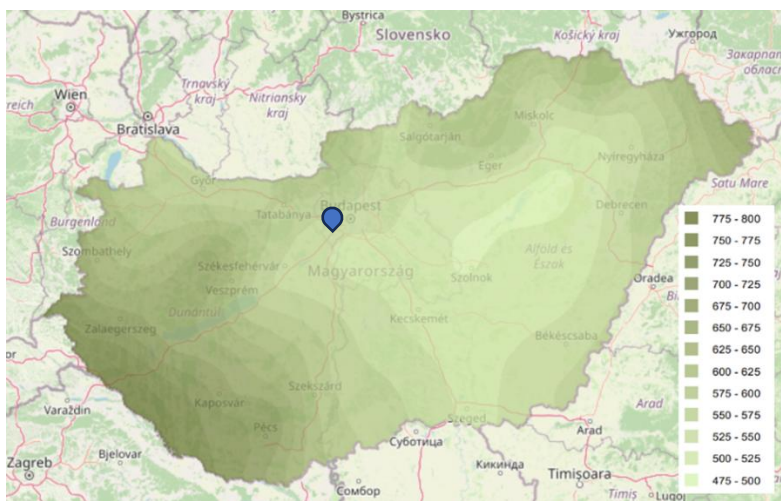 Bystrica
Slovensko
Košický kraj
Ужгород
Закарпат
област
Wien
Trnavský
kraj
Nitriansky
kraj
Bratislava
reich
Miskolc
Salgótarján
Eger
Nyíregyháza
Satu Mare
Győr
Budapest
Tatabánya
Debrecen
Burgenland
Szombathely
Székesfehérvár
Magyarország
Alföld és
Észak
Szolnok
Oradea
Veszprém
Dunántúl
Zalaegerszeg
Kecskemét
Békéscsaba
Szekszárd
Kaposvár
Pécs
Szeged
Varaždin
Bjelovar
Zagreb
Суботица
Кикинда
Сомбор
Arad
Arad
Timișoara
Timiș
Lugoj
775 - 800
750 - 775
725 - 750
700 - 725
675 - 700
650 - 675
625 - 650
600 - 625
575 - 600
550 - 575
525 - 550
500 - 525
475 - 500